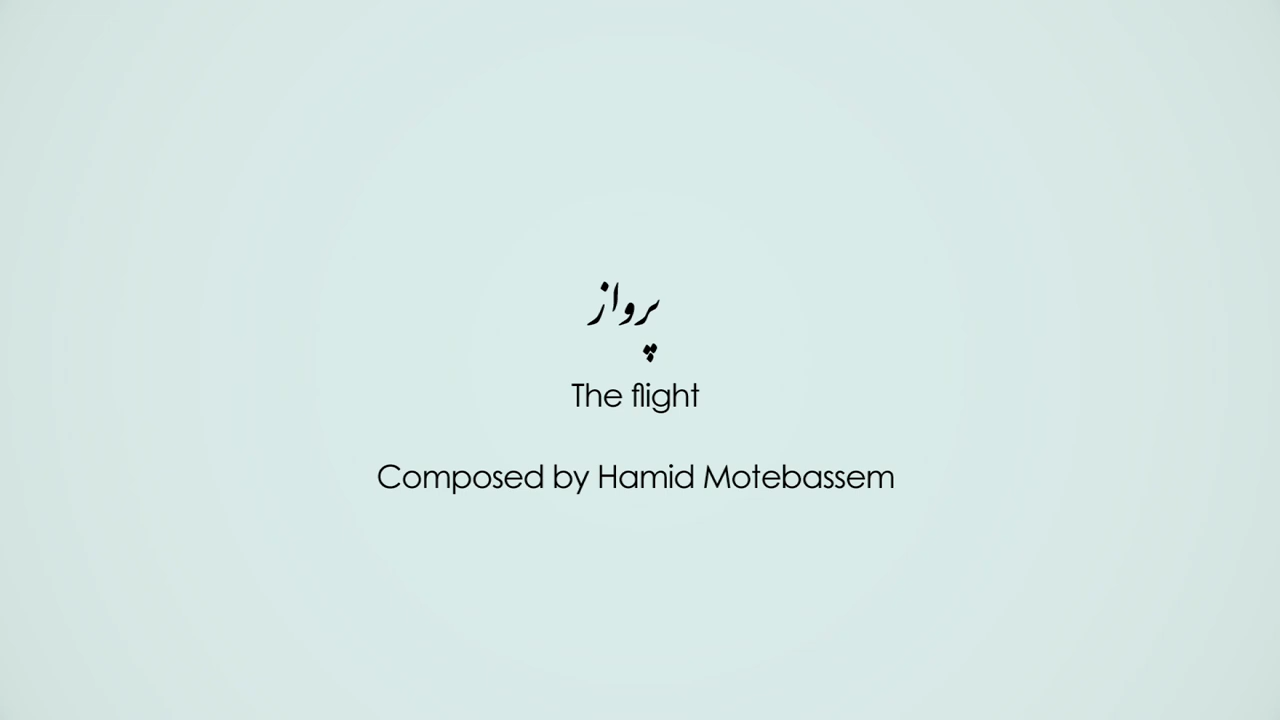 پرواز
The flight
Composed by Hamid Motebassem